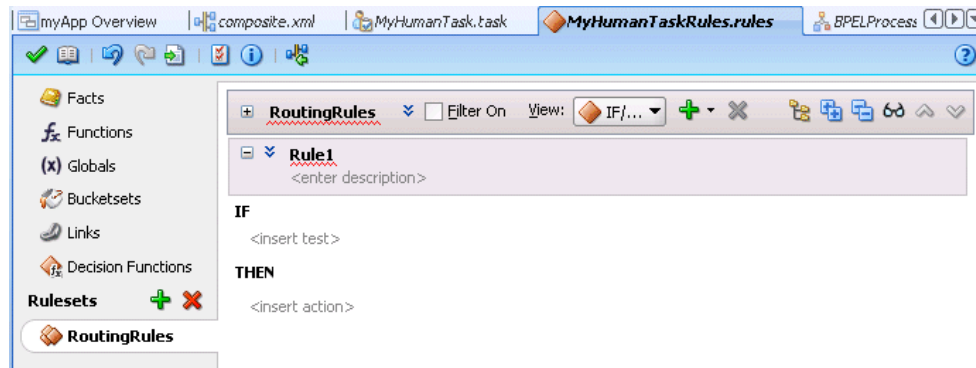 myApp Overview composite.xml MyHumanTask.task MyHumanTaskRules.rules BPELProcess
Facts
Functions
Globals
Bucketsets
Links
Decision Functions
Rulesets
RoutingRules
RoutingRules Filter On View: IF/...
Rule1
<enter description>
IF
<insert test>
THEN
<insert action>